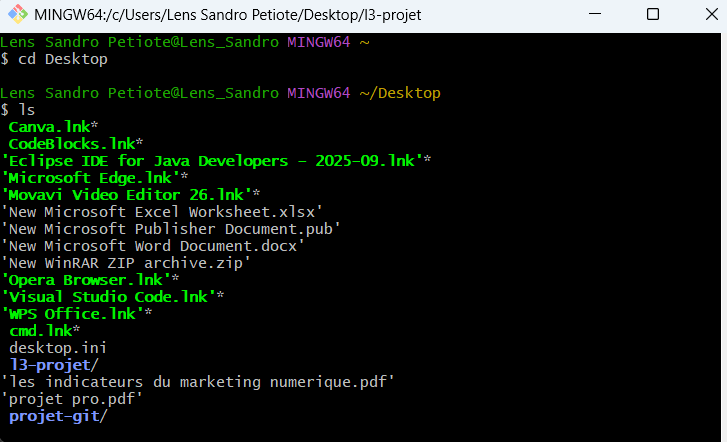 MINGW64:/c/Users/Lens Sandro Petiote/Desktop/l3-projet
Lens Sandro Petiote@Lens_Sandro MINGW64 ~
$ cd Desktop
Lens Sandro Petiote@Lens_Sandro MINGW64 ~/Desktop
$ ls
Canva.lnk*
CodeBlocks.lnk*
'Eclipse IDE for Java Developers - 2025-09.lnk'*
'Microsoft Edge.lnk'*
'Movavi Video Editor 26.lnk'*
'New Microsoft Excel Worksheet.xlsx'
'New Microsoft Publisher Document.pub'
'New Microsoft Word Document.docx'
'New WinRAR ZIP archive.zip'
'Opera Browser.lnk'*
'Visual Studio Code.lnk'*
'WPS Office.lnk'*
cmd.lnk*
desktop.ini
l3-projet/
'les indicateurs du marketing numerique.pdf'
'projet pro.pdf'
projet-git/